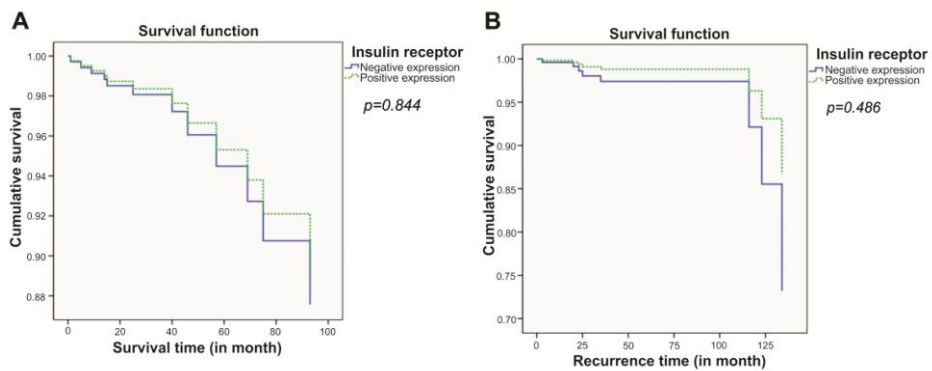 A
Survival function
Insulin receptor
Negative expression
Positive expression
p=0.844
Cumulative survival
1.00
0.98
0.96
0.94
0.92
0.90
0.88
0 20 40 60 80 100
Survival time (in month)
B
Survival function
Insulin receptor
Negative expression
Positive expression
p=0.486
Cumulative survival
1.00
0.95
0.90
0.85
0.80
0.75
0.70
0 25 50 75 100 125
Recurrence time (in month)